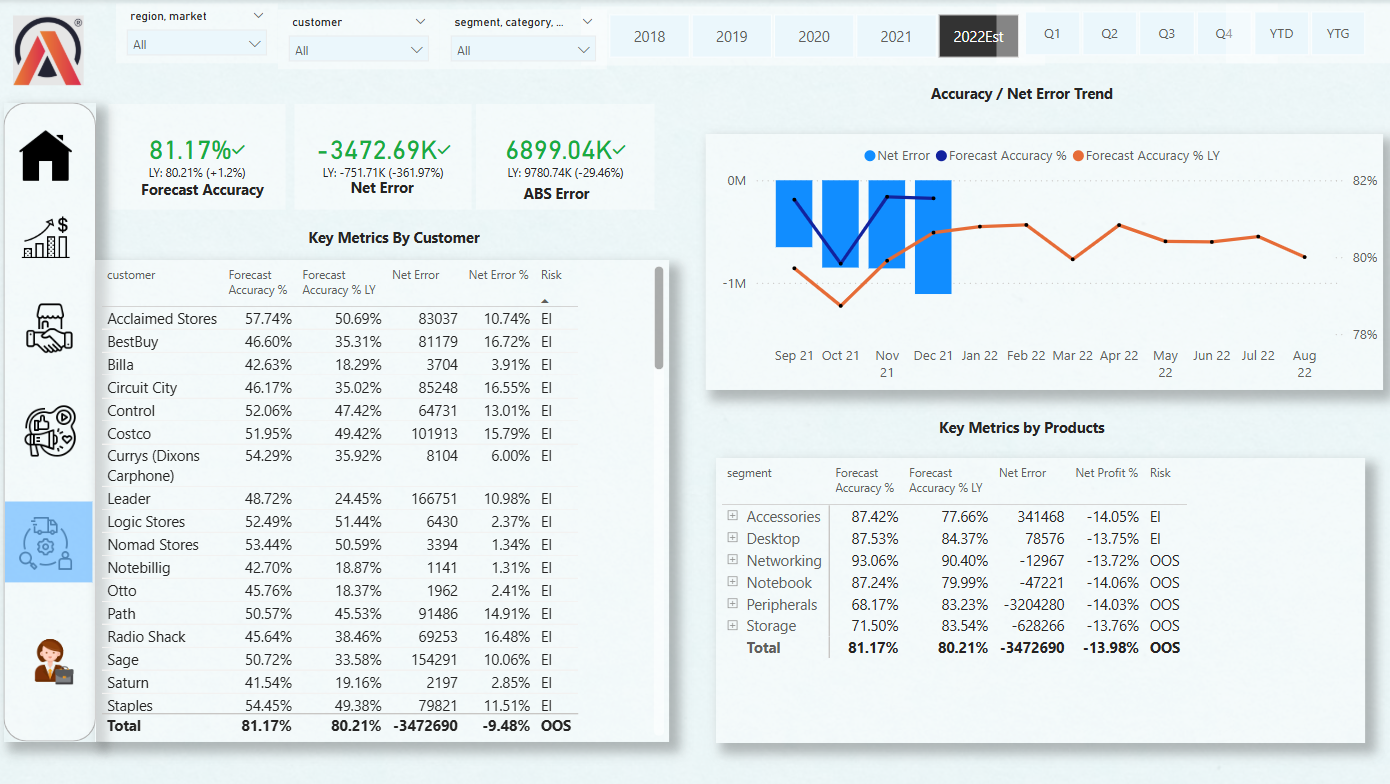 region, market
customer
segment, category, ...
All
All
All
2018 2019 2020 2021 2022Est Q1 Q2 Q3 Q4 YTD YTG
®
81.17%
LY: 80.21% (+1.2%)
Forecast Accuracy
-3472.69K
LY: -751.71K (-361.97%)
Net Error
6899.04K
LY: 9780.74K (-29.46%)
ABS Error
Key Metrics By Customer
customer Forecast Accuracy % Forecast Accuracy % LY Net Error Net Error % Risk
Acclaimed Stores 57.74% 50.69% 83037 10.74% EI
BestBuy 46.60% 35.31% 81179 16.72% EI
Billa 42.63% 18.29% 3704 3.91% EI
Circuit City 46.17% 35.02% 85248 16.55% EI
Control 52.06% 47.42% 64731 13.01% EI
Costco 51.95% 49.42% 101913 15.79% EI
Currys (Dixons 54.29% 35.92% 8104 6.00% EI
Carphone)
Leader 48.72% 24.45% 166751 10.98% EI
Logic Stores 52.49% 51.44% 6430 2.37% EI
Nomad Stores 53.44% 50.59% 3394 1.34% EI
Notebillig 42.70% 18.87% 1141 1.31% EI
Otto 45.76% 18.37% 1962 2.41% EI
Path 50.57% 45.53% 91486 14.91% EI
Radio Shack 45.64% 38.46% 69253 16.48% EI
Sage 50.72% 33.58% 154291 10.06% EI
Saturn 41.54% 19.16% 2197 2.85% EI
Staples 54.45% 49.38% 79821 11.51% EI
Total 81.17% 80.21% -3472690 -9.48% OOS
Accuracy / Net Error Trend
Net Error Forecast Accuracy % Forecast Accuracy % LY
0M
-1M
82%
80%
78%
Sep 21 Oct 21 Nov 21 Dec 21 Jan 22 Feb 22 Mar 22 Apr 22 May 22 Jun 22 Jul 22 Aug 22
Key Metrics by Products
segment Forecast Accuracy % Forecast Accuracy % LY Net Error Net Profit % Risk
Accessories 87.42% 77.66% 341468 -14.05% EI
Desktop 87.53% 84.37% 78576 -13.75% EI
Networking 93.06% 90.40% -12967 -13.72% OOS
Notebook 87.24% 79.99% -47221 -14.06% OOS
Peripherals 68.17% 83.23% -3204280 -14.03% OOS
Storage 71.50% 83.54% -628266 -13.76% OOS
Total 81.17% 80.21% -3472690 -13.98% OOS